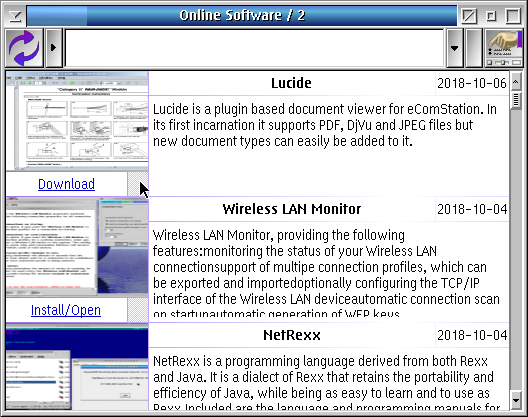 Online Software / 2
Lucide 2018-10-06
Lucide is a plugin based document viewer for eComStation. In
its first incarnation it supports PDF, DjVu and JPEG files but
new document types can easily be added to it.
Download
Wireless LAN Monitor 2018-10-04
Wireless LAN Monitor, providing the following
features:monitoring the status of your Wireless LAN
connectionsupport of multipe connection profiles, which can
be exported and importedoptionally configuring the TCP/IP
interface of the Wireless LAN deviceautomatic connection scan
on startupautomatic generation of WEP keys
Install/Open
NetRexx 2018-10-04
NetRexx is a programming language derived from both Rexx
and Java. It is a dialect of Rexx that retains the portability and
efficiency of Java, while being as easy to learn and to use as
Rexx.Included are the language and programming manuals for